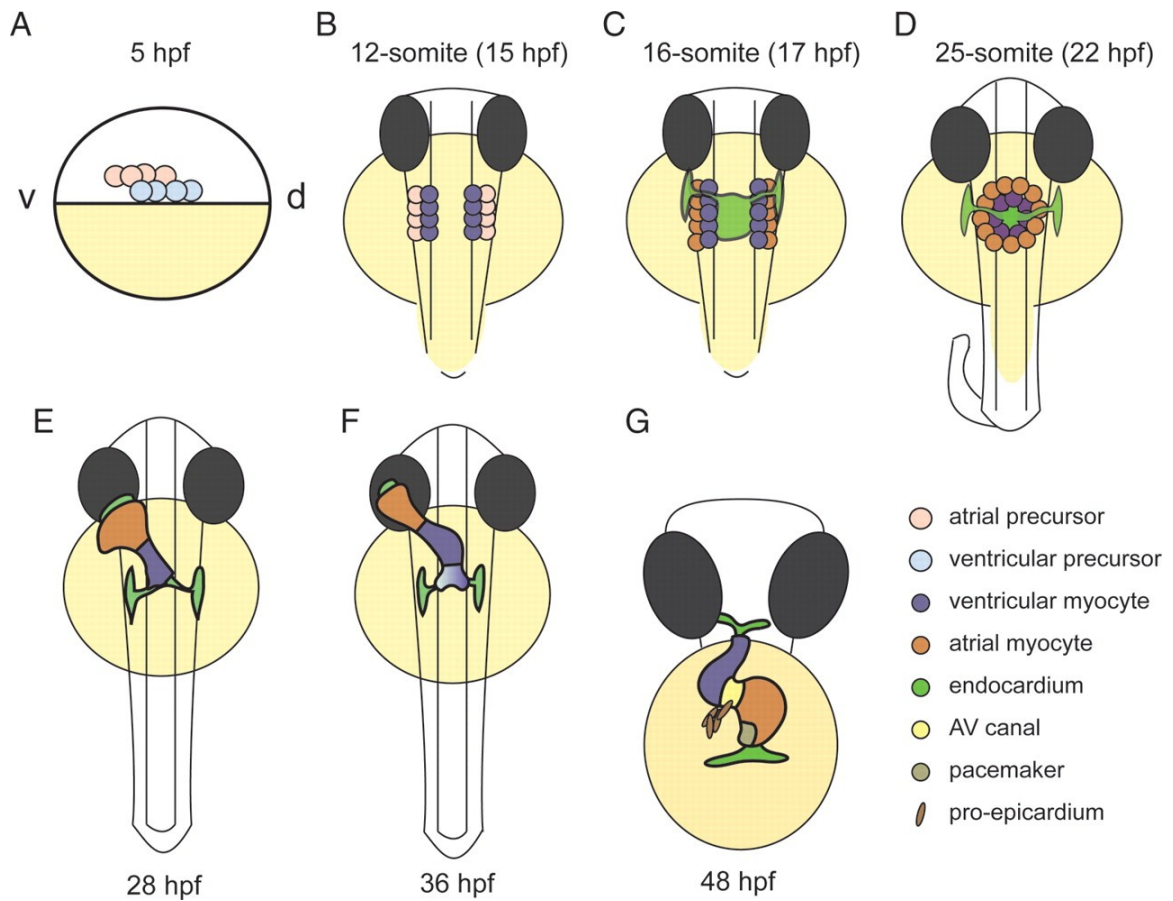 A
5 hpf
v
d
B
12-somite (15 hpf)
C
16-somite (17 hpf)
D
25-somite (22 hpf)
E
28 hpf
F
36 hpf
G
48 hpf
atrial precursor
ventricular precursor
ventricular myocyte
atrial myocyte
endocardium
AV canal
pacemaker
pro-epicardium